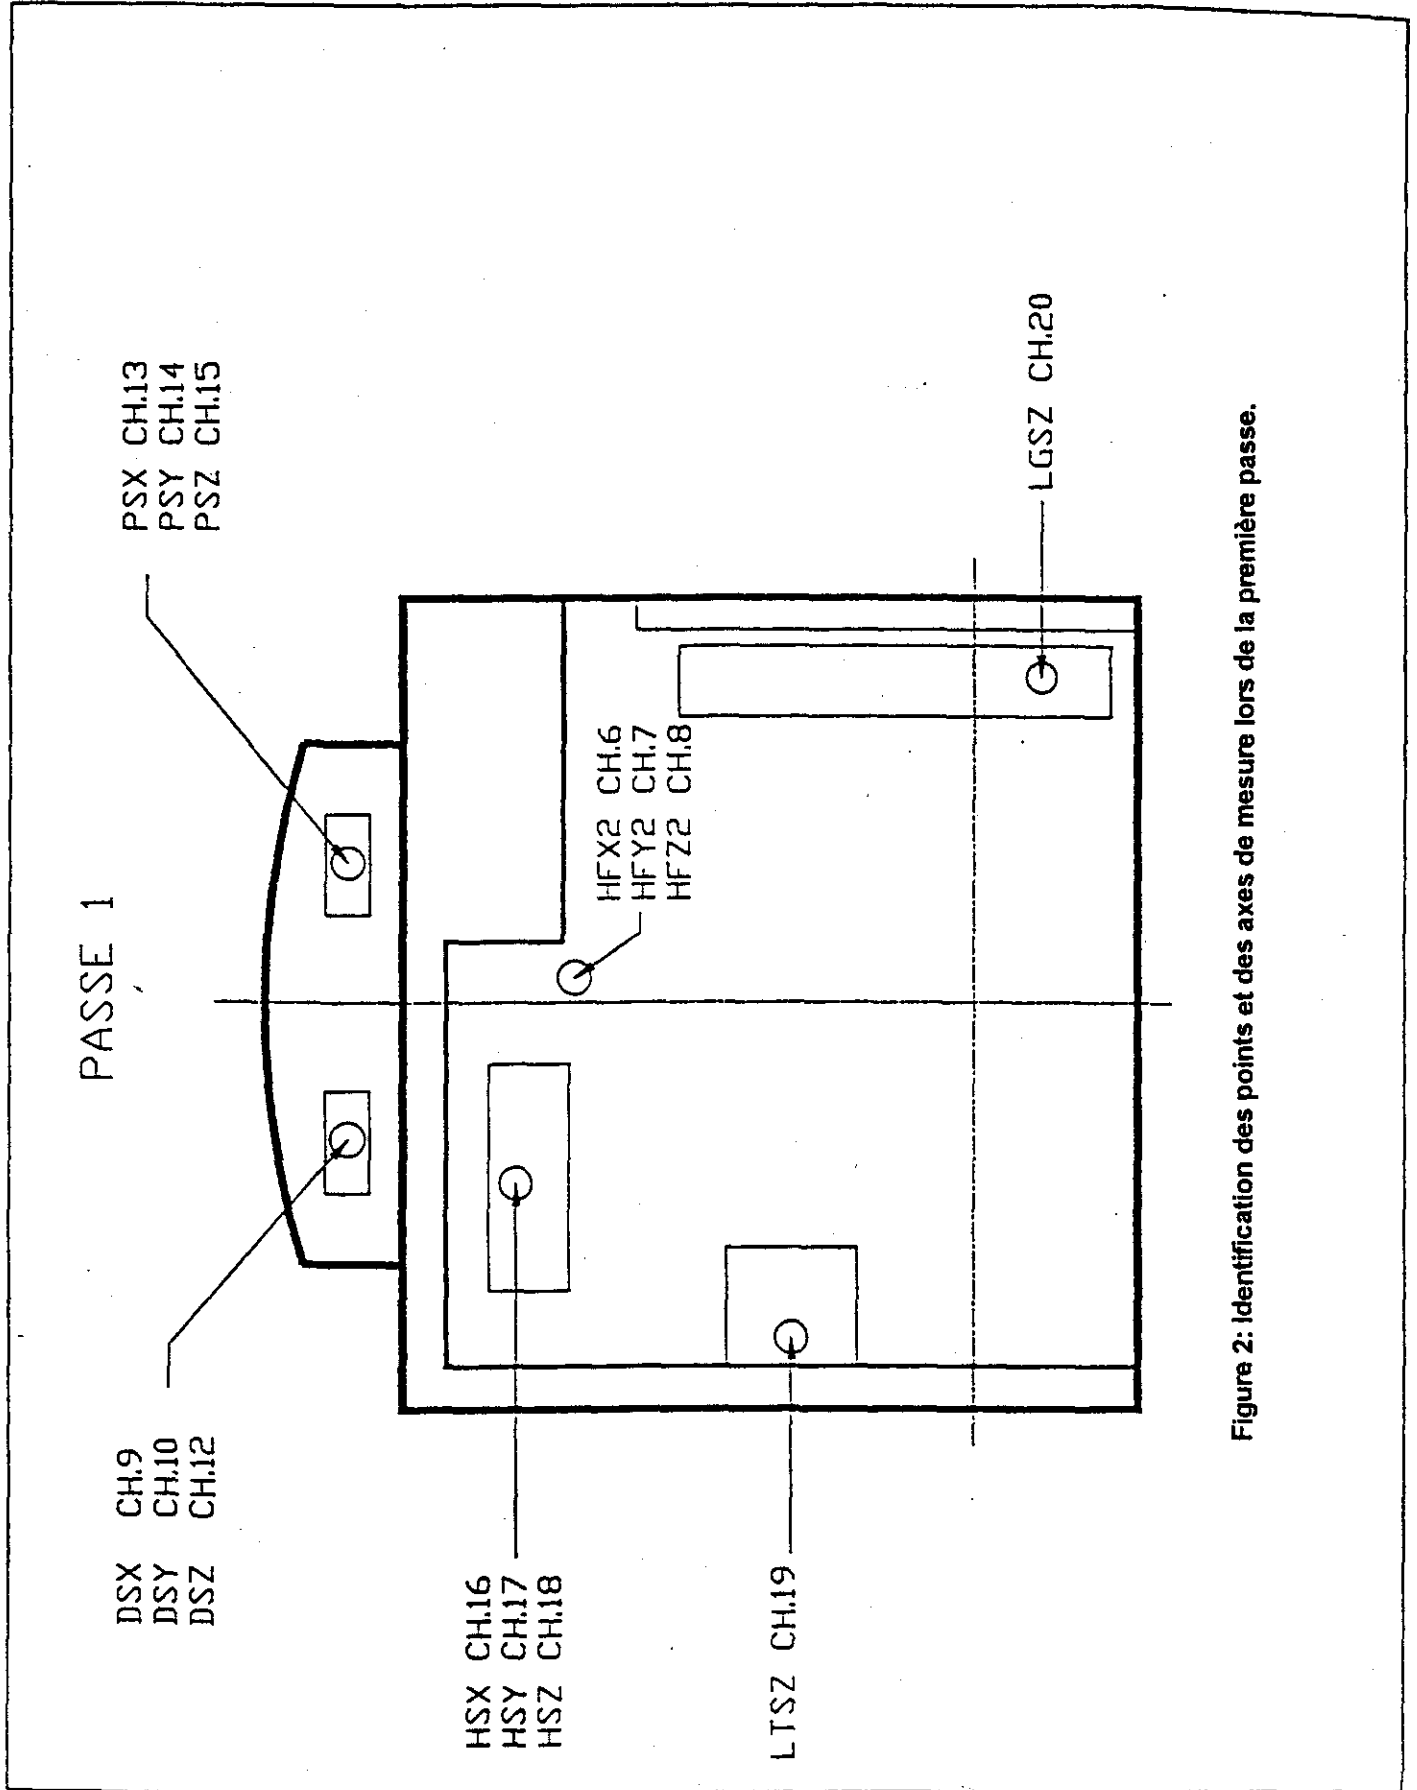 PASSE 1
DSX CH.9
DSY CH.10
DSZ CH.12
PSX CH.13
PSY CH.14
PSZ CH.15
HSX CH.16
HSY CH.17
HSZ CH.18
HFX2 CH.6
HFY2 CH.7
HFZ2 CH.8
LTSZ CH.19
LGSZ CH.20
Figure 2: Identification des points et des axes de mesure lors de la première passe.